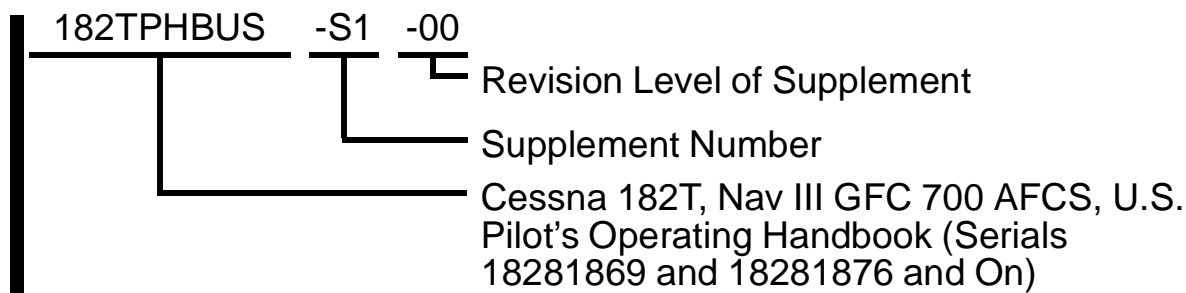 182TPHBUS -S1 -00
Revision Level of Supplement
Supplement Number
Cessna 182T, Nav III GFC 700 AFCS, U.S.
Pilot's Operating Handbook (Serials
18281869 and 18281876 and On)